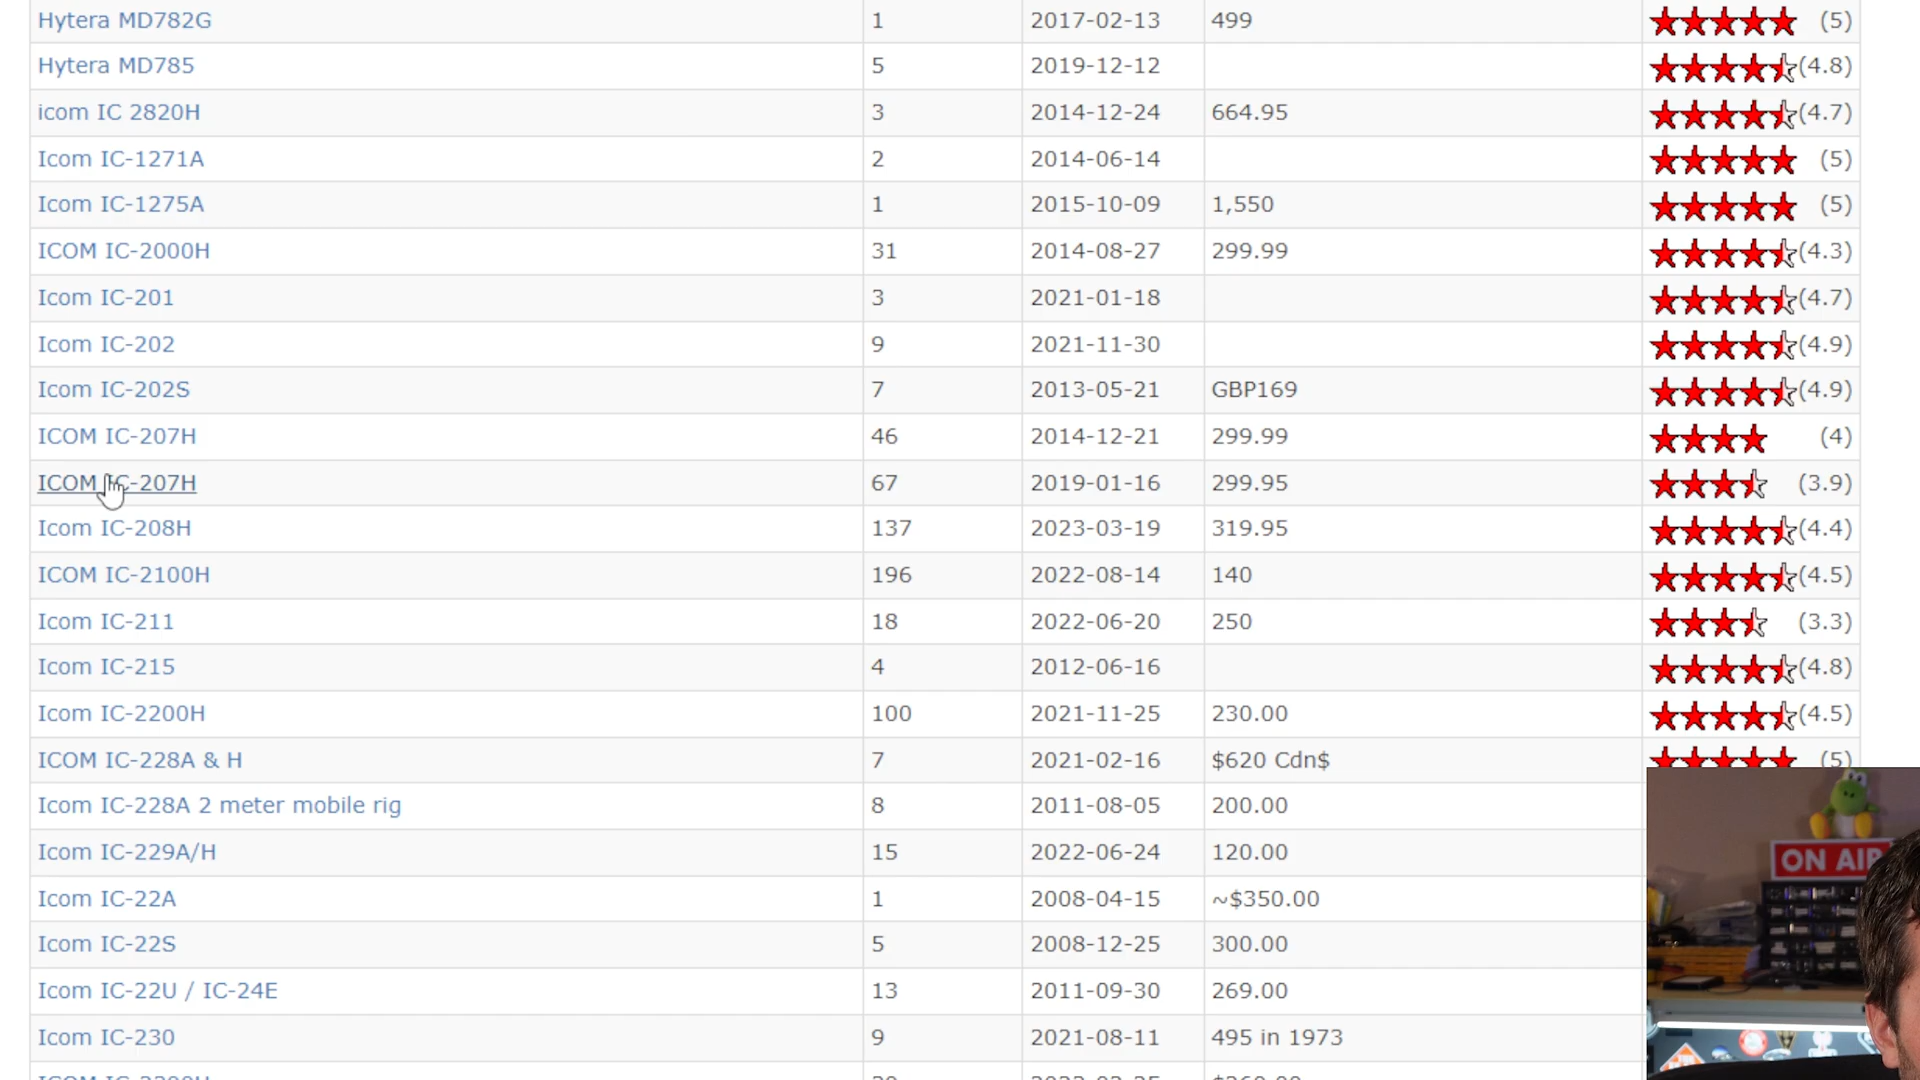 Hytera MD782G 1 2017-02-13 499 (5)
Hytera MD785 5 2019-12-12 (4.8)
icom IC 2820H 3 2014-12-24 664.95 (4.7)
Icom IC-1271A 2 2014-06-14 (5)
Icom IC-1275A 1 2015-10-09 1,550 (5)
ICOM IC-2000H 31 2014-08-27 299.99 (4.3)
Icom IC-201 3 2021-01-18 (4.7)
Icom IC-202 9 2021-11-30 (4.9)
Icom IC-202S 7 2013-05-21 GBP169 (4.9)
ICOM IC-207H 46 2014-12-21 299.99 (4)
ICOM IC-207H 67 2019-01-16 299.95 (3.9)
Icom IC-208H 137 2023-03-19 319.95 (4.4)
ICOM IC-2100H 196 2022-08-14 140 (4.5)
Icom IC-211 18 2022-06-20 250 (3.3)
Icom IC-215 4 2012-06-16 (4.8)
Icom IC-2200H 100 2021-11-25 230.00 (4.5)
ICOM IC-228A & H 7 2021-02-16 $620 Cdn$ (5)
Icom IC-228A 2 meter mobile rig 8 2011-08-05 200.00
Icom IC-229A/H 15 2022-06-24 120.00
ON AIR
Icom IC-22A 1 2008-04-15 ~$350.00
Icom IC-22S 5 2008-12-25 300.00
Icom IC-22U / IC-24E 13 2011-09-30 269.00
Icom IC-230 9 2021-08-11 495 in 1973